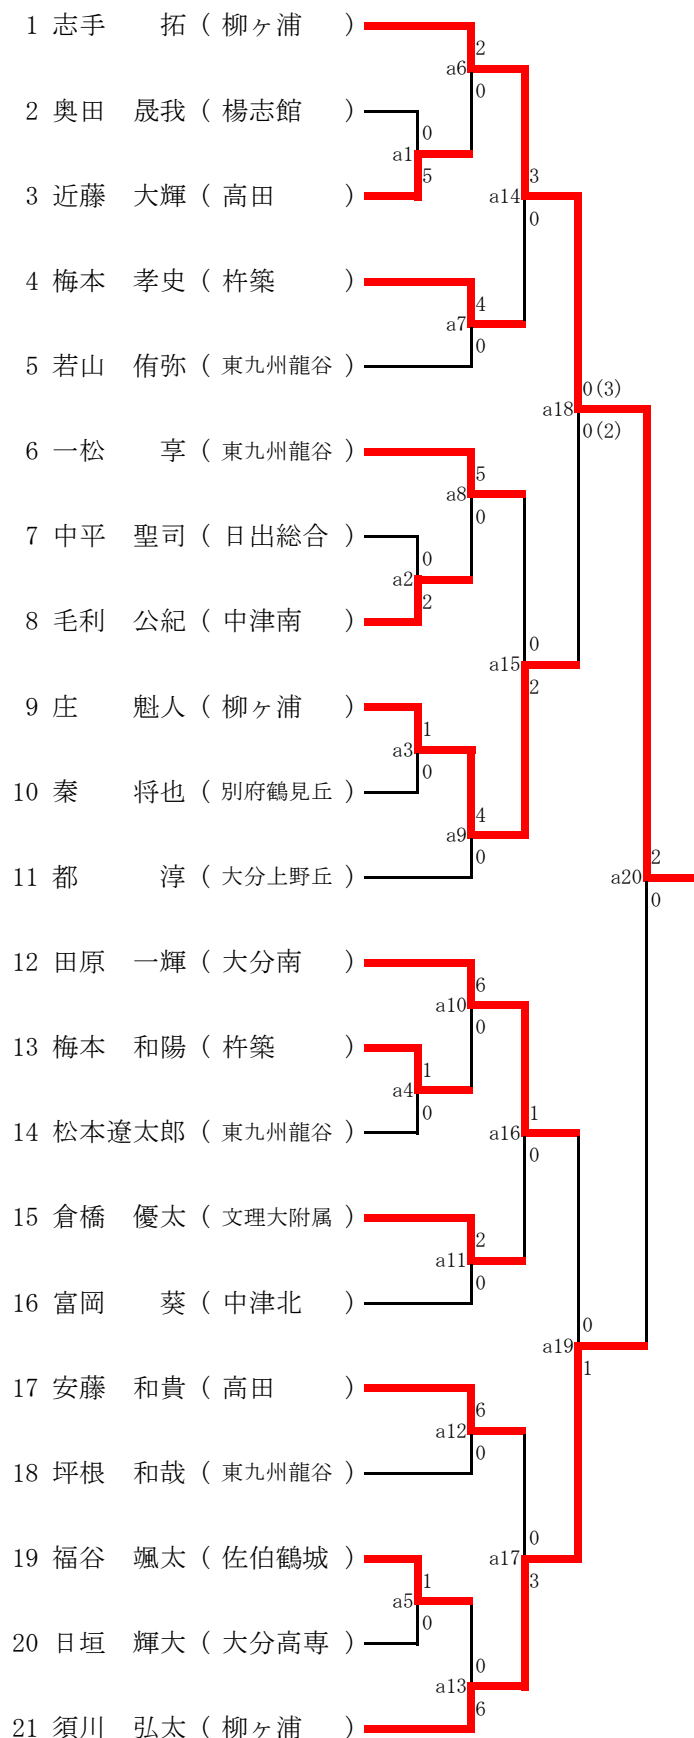 1 志手　　拓 ( 柳ヶ浦 )
2
a6
0
2 奥田　晟我 ( 楊志館 )
0
a1
5
3 近藤　大輝 ( 高田 )
3
a14
0
4 梅本　孝史 ( 杵築 )
4
a7
0
5 若山　侑弥 ( 東九州龍谷 )
0(3)
a18
0(2)
6 一松　　享 ( 東九州龍谷 )
5
a8
0
7 中平　聖司 ( 日出総合 )
0
a2
2
8 毛利　公紀 ( 中津南 )
0
a15
2
9 庄　　魁人 ( 柳ヶ浦 )
1
a3
0
10 秦　　将也 ( 別府鶴見丘 )
4
a9
0
11 都　　　淳 ( 大分上野丘 )
2
a20
0
12 田原　一輝 ( 大分南 )
6
a10
0
13 梅本　和陽 ( 杵築 )
1
a4
0
14 松本遼太郎 ( 東九州龍谷 )
1
a16
0
15 倉橋　優太 ( 文理大附属 )
2
a11
0
16 富岡　　葵 ( 中津北 )
0
a19
1
17 安藤　和貴 ( 高田 )
6
a12
0
18 坪根　和哉 ( 東九州龍谷 )
0
a17
3
19 福谷　颯太 ( 佐伯鶴城 )
1
a5
0
20 日垣　輝大 ( 大分高専 )
0
a13
6
21 須川　弘太 ( 柳ヶ浦 )